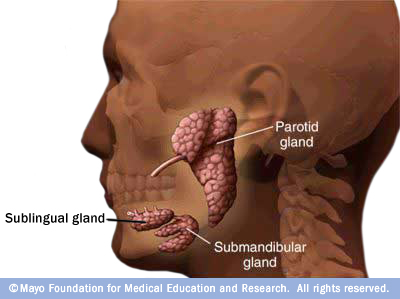 Parotid
gland
Sublingual gland
Submandibular
gland
©Mayo Foundation for Medical Education and Research. All rights reserved.